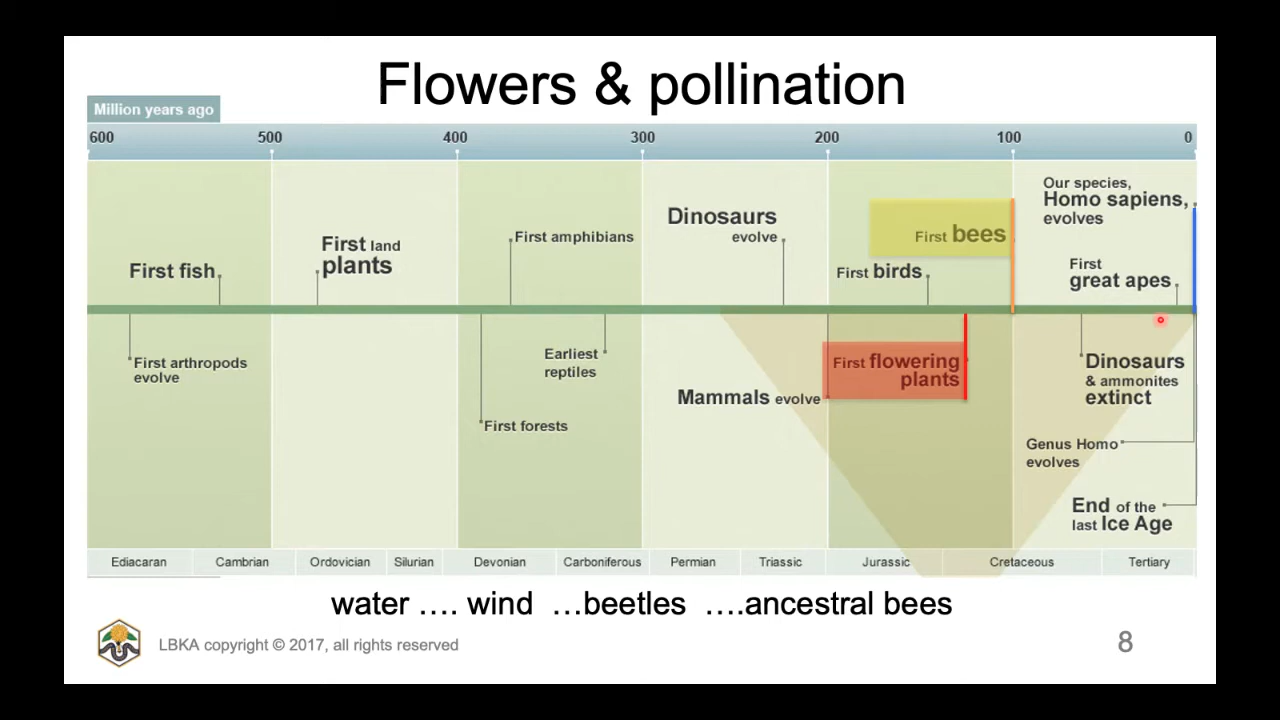 Flowers & pollination
Million years ago
600 500 400 300 200 100 0
Our species,
Homo sapiens,
evolves
Dinosaurs
evolve
First bees
First amphibians
First land
plants
First fish
First birds
First
great apes
First arthropods
evolve
Earliest
reptiles
First flowering
plants
Dinosaurs
& ammonites
extinct
Mammals evolve
First forests
Genus Homo
evolves
End of the
last Ice Age
Ediacaran Cambrian Ordovician Silurian Devonian Carboniferous Permian Triassic Jurassic Cretaceous Tertiary
water .... wind ...beetles ....ancestral bees
LBKA copyright © 2017, all rights reserved
8